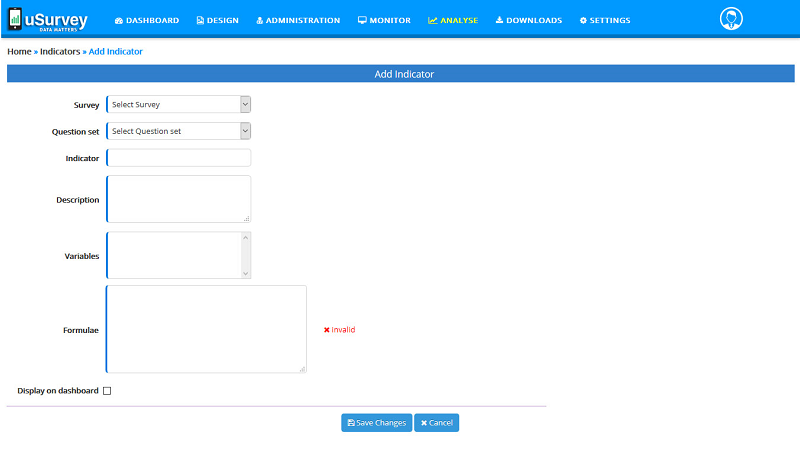 uSurvey DASHBOARD DESIGN ADMINISTRATION MONITOR ANALYSE DOWNLOADS SETTINGS
DATA MATTERS
Home » Indicators » Add Indicator
Add Indicator
Survey Select Survey
Question set Select Question set
Indicator
Description
Variables
Formulae Invalid
Display on dashboard
Save Changes Cancel